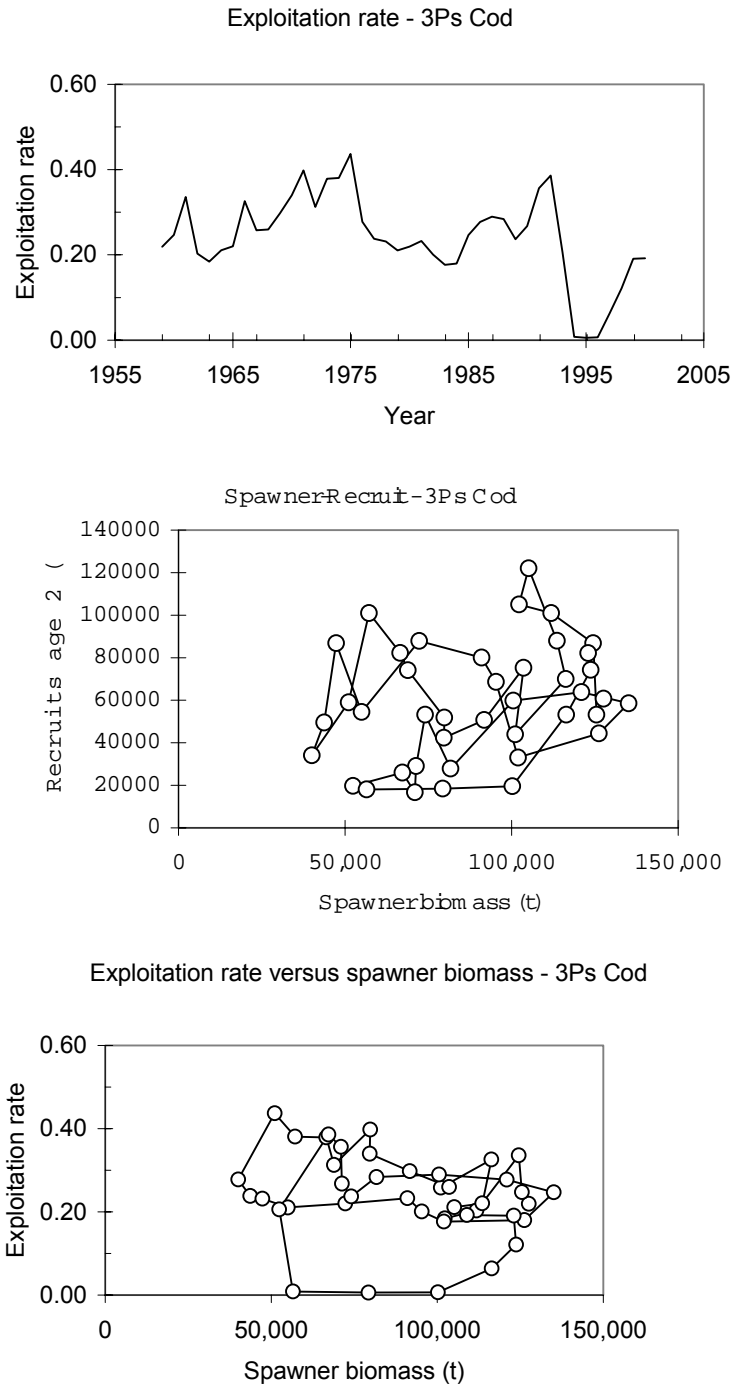 Exploitation rate - 3Ps Cod
0.60
0.40
0.20
0.00
Exploitation rate
1955 1965 1975 1985 1995 2005
Year
Spawner-Recruit-3Ps Cod
140000
120000
100000
80000
60000
40000
20000
0
Recruits age 2 (
0 50,000 100,000 150,000
Spawner biomass (t)
Exploitation rate versus spawner biomass - 3Ps Cod
0.60
0.40
0.20
0.00
Exploitation rate
0 50,000 100,000 150,000
Spawner biomass (t)